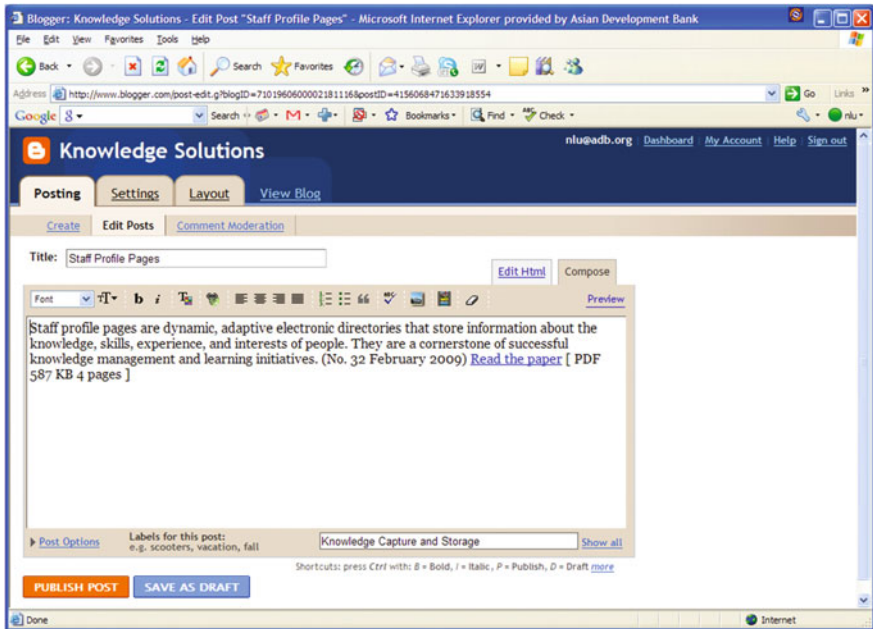 Blogger: Knowledge Solutions - Edit Post "Staff Profile Pages" - Microsoft Internet Explorer provided by Asian Development Bank
File Edit View Favorites Tools Help
Back Search Favorites
Address http://www.blogger.com/post-edit.g?blogID=7101960600002181116&postID=4156068471633918554 Go Links »
Google Search Bookmarks Find Check nlu
Knowledge Solutions
nlu@adb.org Dashboard My Account Help Sign out
Posting Settings Layout View Blog
Create Edit Posts Comment Moderation
Title: Staff Profile Pages
Edit Html Compose
Font b i Preview
Staff profile pages are dynamic, adaptive electronic directories that store information about the
knowledge, skills, experience, and interests of people. They are a cornerstone of successful
knowledge management and learning initiatives. (No. 32 February 2009) Read the paper [ PDF
587 KB 4 pages ]
Post Options Labels for this post:
e.g. scooters, vacation, fall
Knowledge Capture and Storage Show all
Shortcuts: press Ctrl with: B = Bold, I = Italic, P = Publish, D = Draft more
PUBLISH POST SAVE AS DRAFT
Done Internet